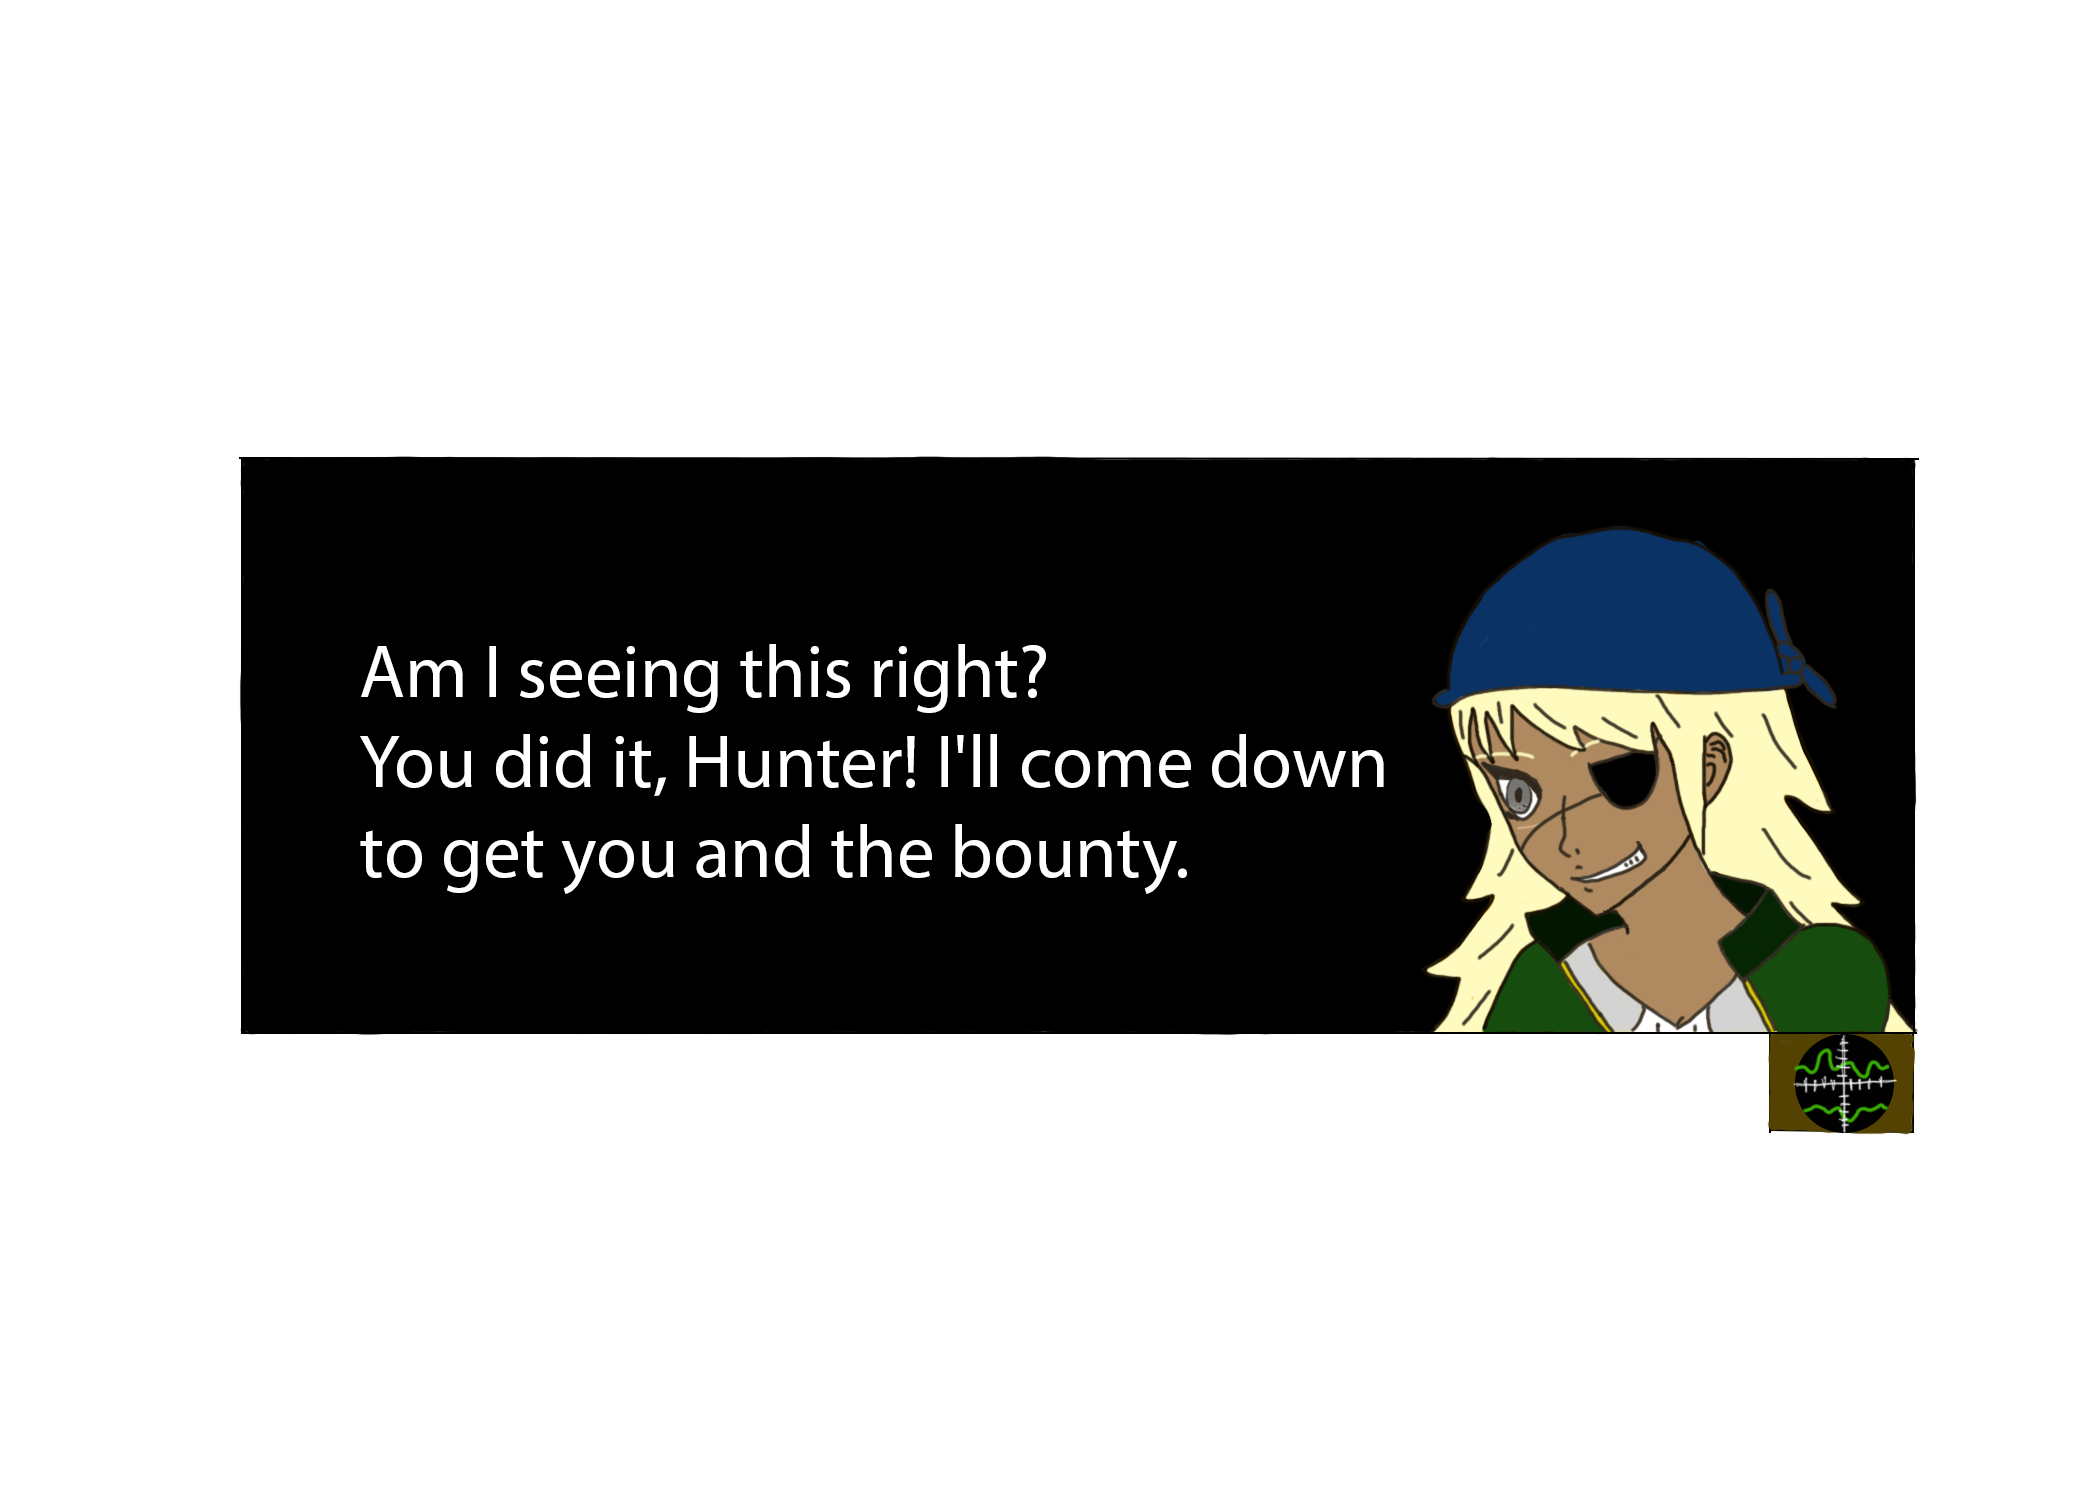 Am I seeing this right?
You did it, Hunter! I'll come down
to get you and the bounty.